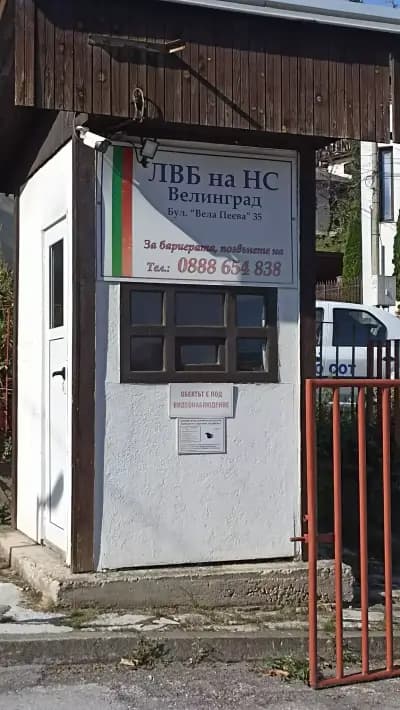 ЛВБ на НС
Велинград
Бул. "Вела Пеева" 35
За бариерата, позвънете на
Тел.: 0888 654 838
ОБЕКТЪТ Е ПОД
ВИДЕОНАБЛЮДЕНИЕ
СОТ